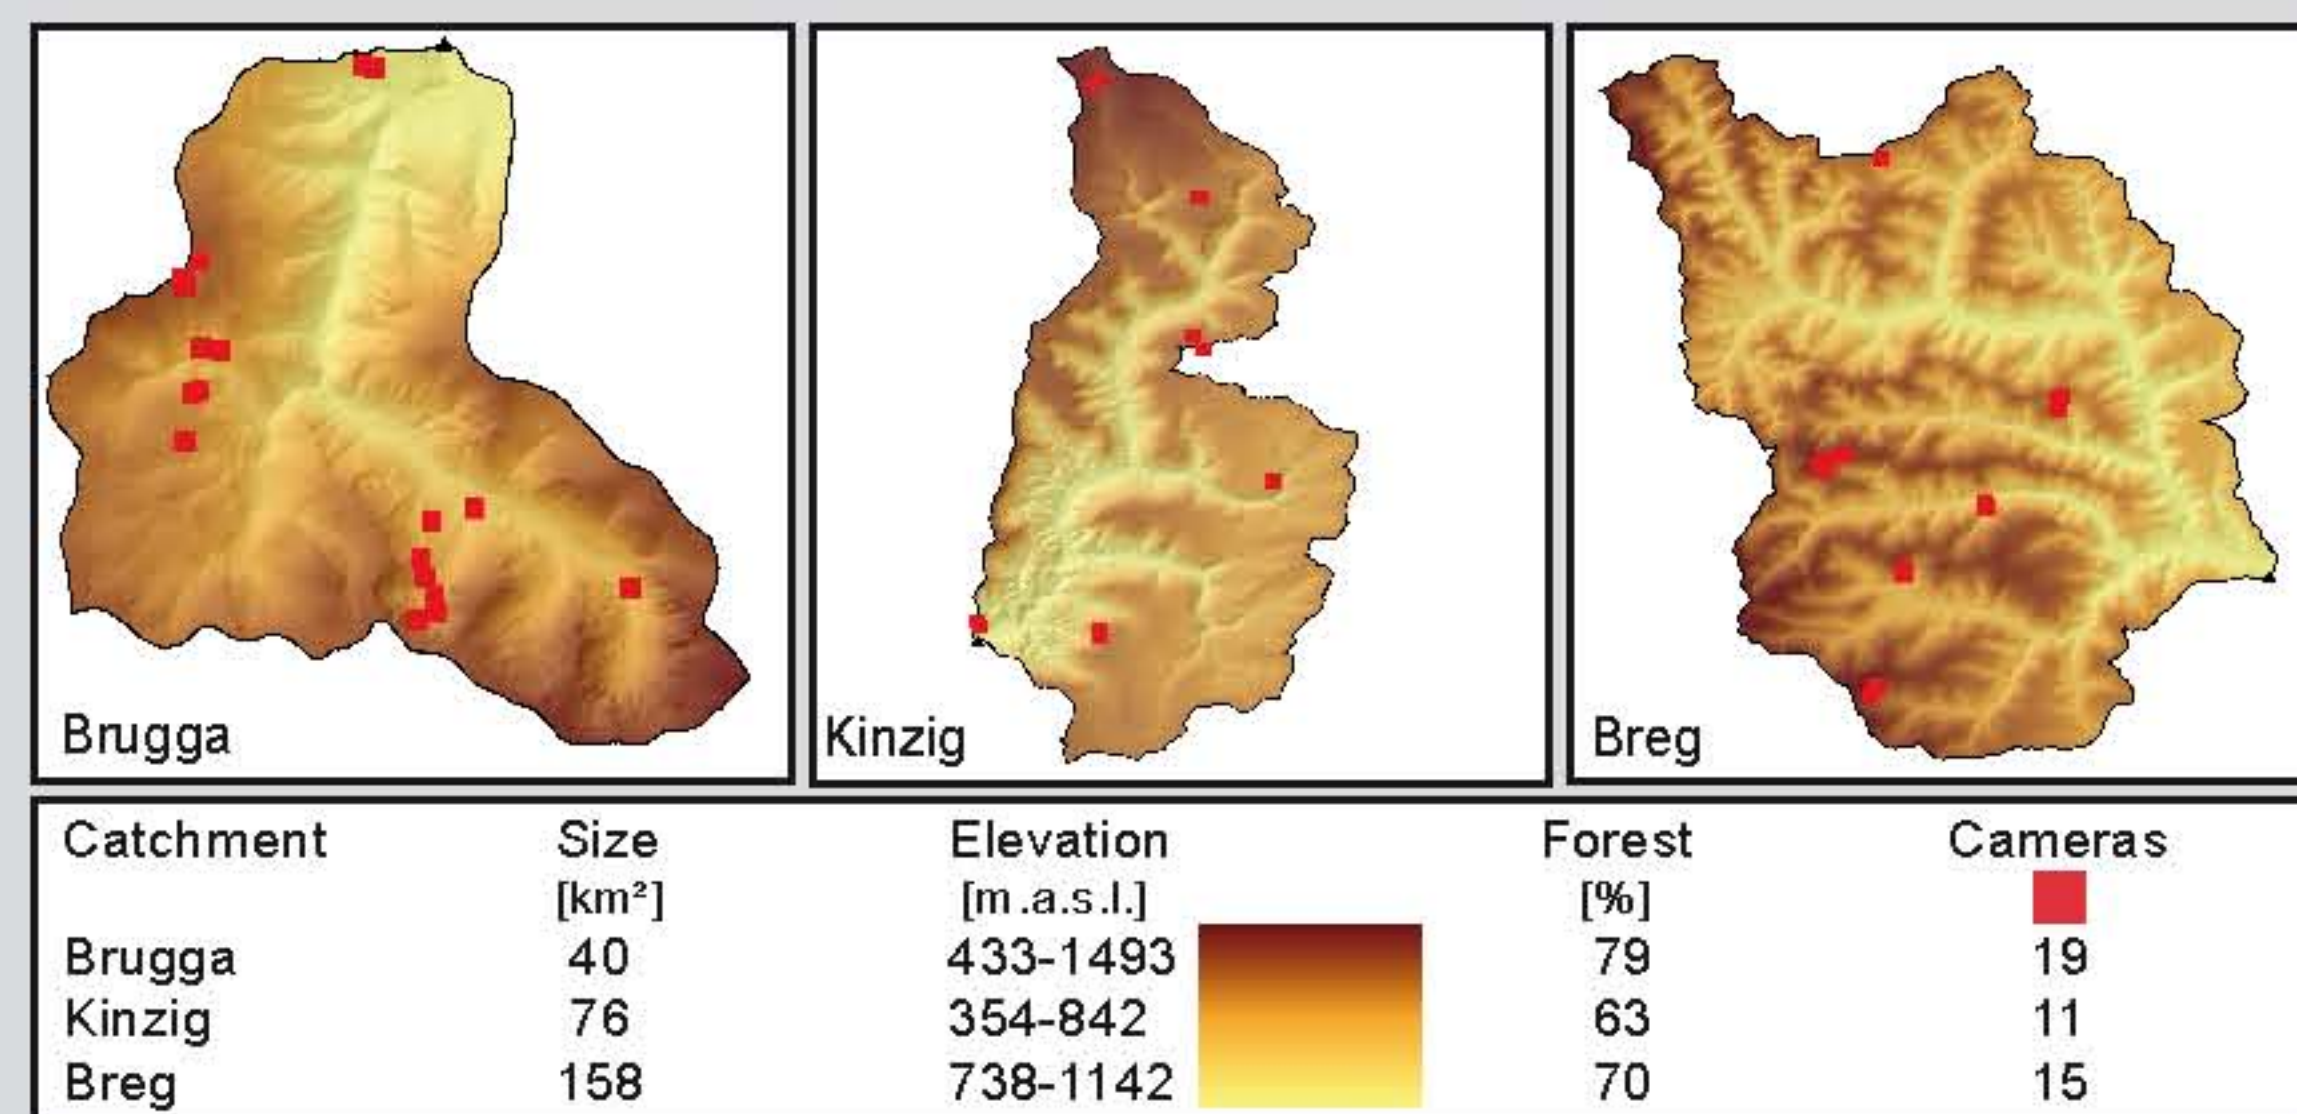 Brugga
Kinzig
Breg
Catchment Size Elevation Forest Cameras
[km²] [m.a.s.l.] [%]
Brugga 40 433-1493 79 19
Kinzig 76 354-842 63 11
Breg 158 738-1142 70 15